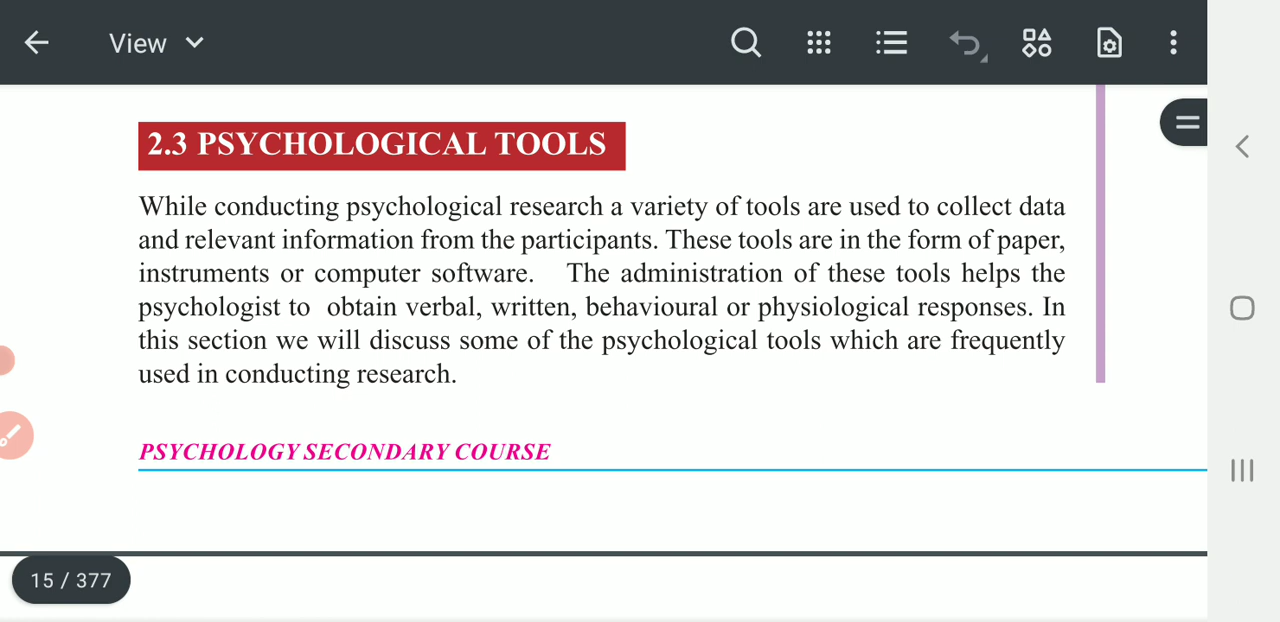 View
2.3 PSYCHOLOGICAL TOOLS
While conducting psychological research a variety of tools are used to collect data
and relevant information from the participants. These tools are in the form of paper,
instruments or computer software. The administration of these tools helps the
psychologist to obtain verbal, written, behavioural or physiological responses. In
this section we will discuss some of the psychological tools which are frequently
used in conducting research.
PSYCHOLOGY SECONDARY COURSE
15 / 377